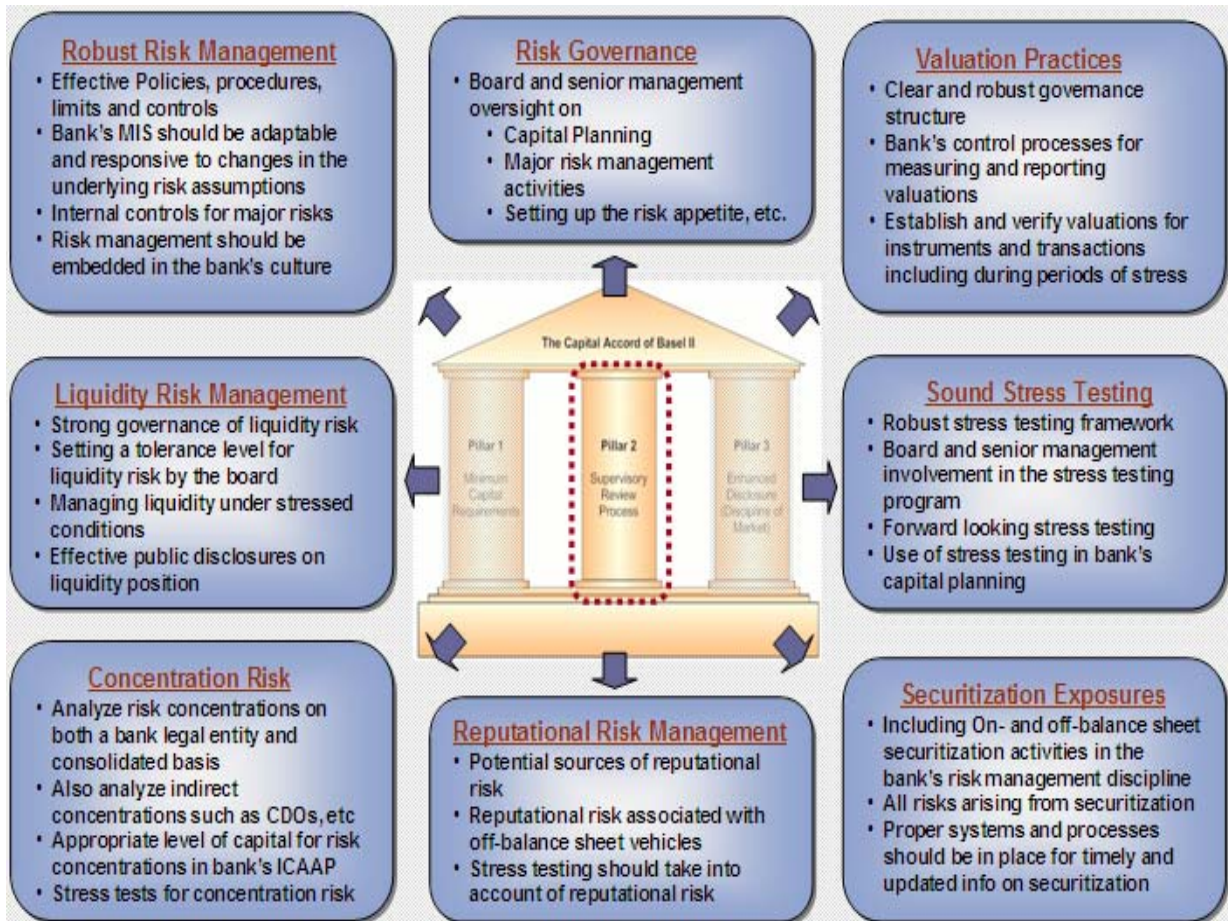 Robust Risk Management
• Effective Policies, procedures,
limits and controls
• Bank's MIS should be adaptable
and responsive to changes in the
underlying risk assumptions
• Internal controls for major risks
• Risk management should be
embedded in the bank's culture
Risk Governance
• Board and senior management
oversight on
• Capital Planning
• Major risk management
activities
• Setting up the risk appetite, etc.
Valuation Practices
• Clear and robust governance
structure
• Bank's control processes for
measuring and reporting
valuations
• Establish and verify valuations for
instruments and transactions
including during periods of stress
Liquidity Risk Management
• Strong governance of liquidity risk
• Setting a tolerance level for
liquidity risk by the board
• Managing liquidity under stressed
conditions
• Effective public disclosures on
liquidity position
The Capital Accord of Basel II
Pillar 1
Minimum
Capital
Requirements
Pillar 2
Supervisory
Review
Process
Pillar 3
Enhanced
Disclosure
(Discipline of
Market)
Sound Stress Testing
• Robust stress testing framework
• Board and senior management
involvement in the stress testing
program
• Forward looking stress testing
• Use of stress testing in bank's
capital planning
Concentration Risk
• Analyze risk concentrations on
both a bank legal entity and
consolidated basis
• Also analyze indirect
concentrations such as CDOs, etc
• Appropriate level of capital for risk
concentrations in bank's ICAAP
• Stress tests for concentration risk
Reputational Risk Management
• Potential sources of reputational
risk
• Reputational risk associated with
off-balance sheet vehicles
• Stress testing should take into
account of reputational risk
Securitization Exposures
• Including On- and off-balance sheet
securitization activities in the
bank's risk management discipline
• All risks arising from securitization
• Proper systems and processes
should be in place for timely and
updated info on securitization